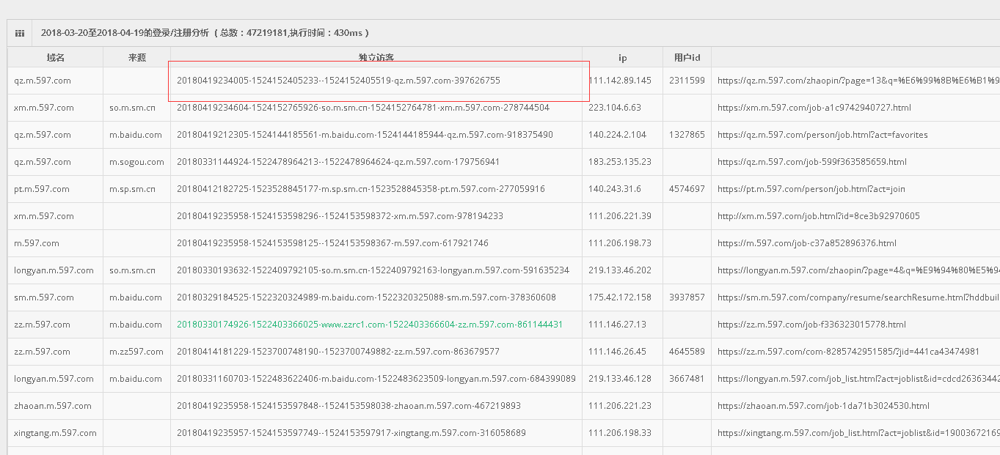 2018-03-20至2018-04-19的登录/注册分析 ( 总数：47219181,执行时间：430ms )
域名 来源 独立访客 ip 用户id
qz.m.597.com 20180419234005-1524152405233--1524152405519-qz.m.597.com-397626755 111.142.89.145 2311599 https://qz.m.597.com/zhaopin/?page=13&q=%E6%99%8B%E6%B1%9
xm.m.597.com so.m.sm.cn 20180419234604-1524152765926-so.m.sm.cn-1524152764781-xm.m.597.com-278744504 223.104.6.63 https://xm.m.597.com/job-a1c9742940727.html
qz.m.597.com m.baidu.com 20180419212305-1524144185561-m.baidu.com-1524144185944-qz.m.597.com-918375490 140.224.2.104 1327865 https://qz.m.597.com/person/job.html?act=favorites
qz.m.597.com m.sogou.com 20180331144924-1522478964213--1522478964624-qz.m.597.com-179756941 183.253.135.23 https://qz.m.597.com/job-599f363585659.html
pt.m.597.com m.sp.sm.cn 20180412182725-1523528845177-m.sp.sm.cn-1523528845358-pt.m.597.com-277059916 140.243.31.6 4574697 https://pt.m.597.com/person/job.html?act=join
xm.m.597.com 20180419235958-1524153598296--1524153598372-xm.m.597.com-978194233 111.206.221.39 http://xm.m.597.com/job.html?id=8ce3b92970605
m.597.com 20180419235958-1524153598125--1524153598367-m.597.com-617921746 111.206.198.73 https://m.597.com/job-c37a852896376.html
longyan.m.597.com so.m.sm.cn 20180330193632-1522409792105-so.m.sm.cn-1522409792163-longyan.m.597.com-591635234 219.133.46.202 https://longyan.m.597.com/zhaopin/?page=4&q=%E9%94%80%E5%94
sm.m.597.com m.baidu.com 20180329184525-1522320324989-m.baidu.com-1522320325088-sm.m.597.com-378360608 175.42.172.158 3937857 https://sm.m.597.com/company/resume/searchResume.html?hddbuil
zz.m.597.com m.baidu.com 20180330174926-1522403366025-www.zzrc1.com-1522403366604-zz.m.597.com-861144431 111.146.27.13 https://zz.m.597.com/job-f336323015778.html
zz.m.597.com m.zz597.com 20180414181229-1523700748190--1523700749882-zz.m.597.com-863679577 111.146.26.45 4645589 https://zz.m.597.com/com-8285742951585/?jid=441ca43474981
longyan.m.597.com m.baidu.com 20180331160703-1522483622406-m.baidu.com-1522483623509-longyan.m.597.com-684399089 219.133.46.128 3667481 https://longyan.m.597.com/job_list.html?act=joblist&id=cdcd26363442
zhaoan.m.597.com 20180419235958-1524153597848--1524153598038-zhaoan.m.597.com-467219893 111.206.221.23 https://zhaoan.m.597.com/job-1da71b3024530.html
xingtang.m.597.com 20180419235957-1524153597749--1524153597917-xingtang.m.597.com-316058689 111.206.198.33 https://xingtang.m.597.com/job_list.html?act=joblist&id=19003672169